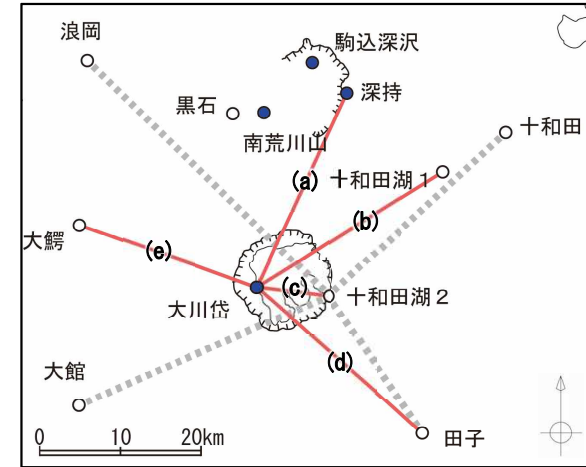 浪岡
駒込深沢
深持
黒石
南荒川山
十和田
(a)
十和田湖1
(b)
大鰐
(e)
(c)
大川岱
十和田湖2
(d)
大館
田子
0 10 20km